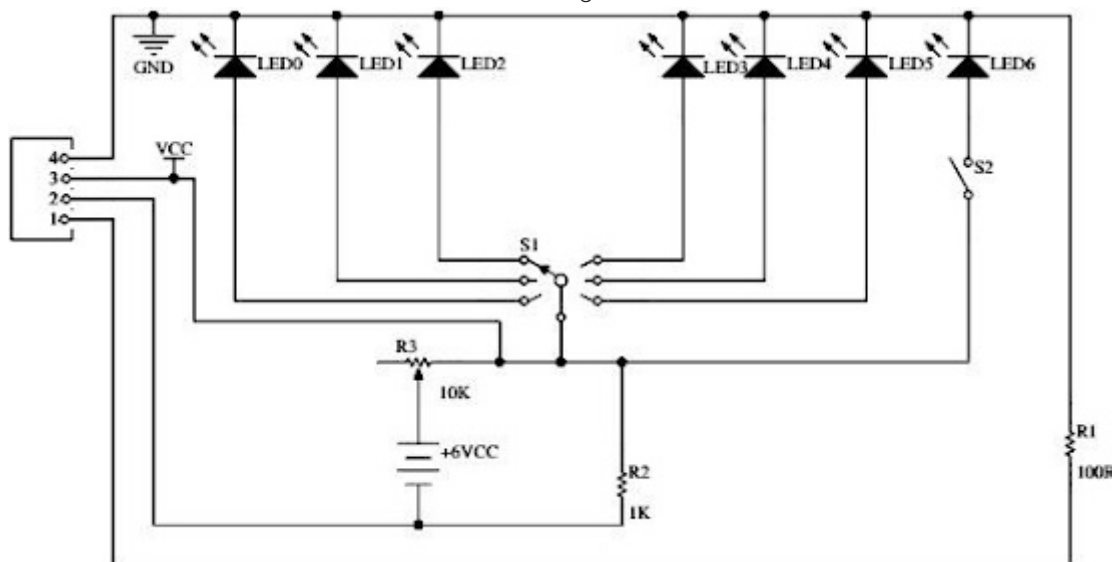 GND
LED0
LED1
LED2
LED3
LED4
LED5
LED6
4
3
2
1
VCC
S2
S1
R3
10K
+6VCC
R2
1K
R1
100R